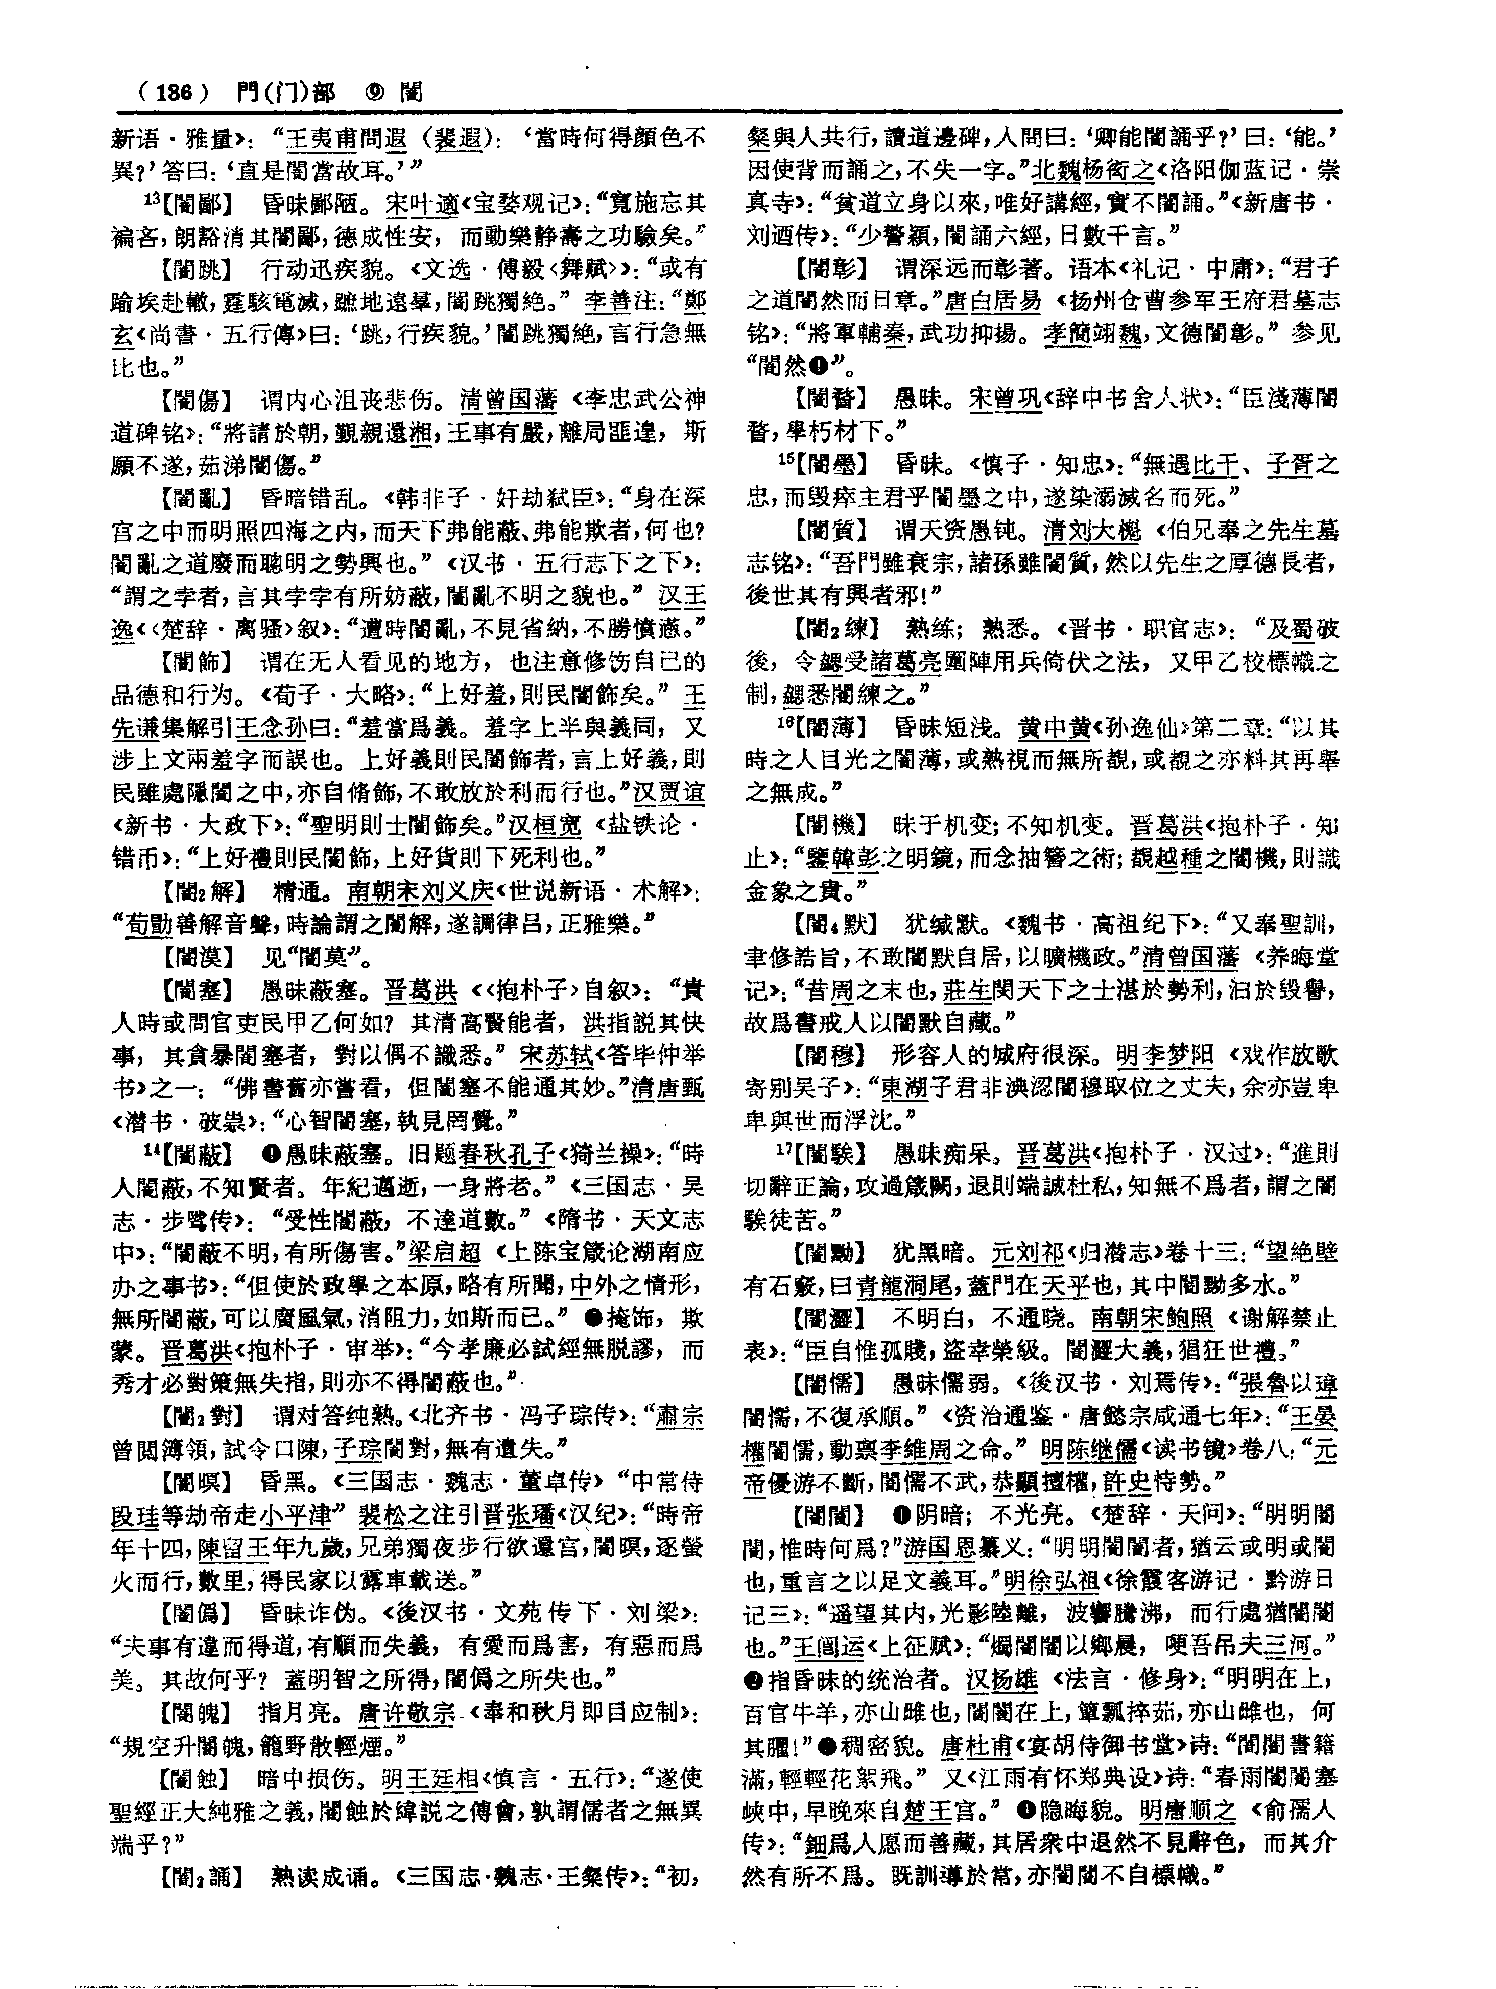 （186） 門(门)部 ⑨ 闇
新语·雅量》：“王夷甫問遐（裴遐）：‘當時何得顏色不
異？’答曰：‘直是闇當故耳。’”
13【闇鄙】 昏昧鄙陋。宋叶適《宝婺观记》：“寬施忘其
褊吝，朗豁消其闇鄙，德成性安，而動樂静壽之功驗矣。”
【闇跳】 行动迅疾貌。《文选·傅毅〈舞赋〉》：“或有
踰埃赴轍，霆駭電滅，蹠地遠羣，闇跳獨絶。”李善注：“鄭
玄《尚書·五行傳》曰：‘跳，行疾貌。’闇跳獨絶，言行急無
比也。”
【闇傷】 谓内心沮丧悲伤。清曾国藩《李忠武公神
道碑铭》：“將請於朝，覲親還湘，王事有嚴，離局匪遑，斯
願不遂，茹涕闇傷。”
【闇亂】 昏暗错乱。《韩非子·奸劫弑臣》：“身在深
宫之中而明照四海之内，而天下弗能蔽、弗能欺者，何也？
闇亂之道廢而聰明之勢興也。”《汉书·五行志下之下》：
“謂之孛者，言其孛孛有所妨蔽，闇亂不明之貌也。”汉王
逸《〈楚辞·离骚〉叙》：“遭時闇亂，不見省納，不勝憤懣。”
【闇飾】 谓在无人看见的地方，也注意修饬自己的
品德和行为。《荀子·大略》：“上好羞，則民闇飾矣。”王
先谦集解引王念孙曰：“羞當爲義。羞字上半與義同，又
涉上文兩羞字而誤也。上好義則民闇飾者，言上好義，則
民雖處隱闇之中，亦自脩飾，不敢放於利而行也。”汉贾谊
《新书·大政下》：“聖明則士闇飾矣。”汉桓宽《盐铁论·
错币》：“上好禮則民闇飾，上好貨則下死利也。”
【闇2解】 精通。南朝宋刘义庆《世说新语·术解》：
“荀勖善解音聲，時論謂之闇解，遂調律吕，正雅樂。”
【闇漠】 见“闇莫”。
【闇塞】 愚昧蔽塞。晋葛洪《〈抱朴子〉自叙》：“貴
人時或問官吏民甲乙何如？其清高賢能者，洪指説其快
事，其貪暴闇塞者，對以偶不識悉。”宋苏轼《答毕仲举
书》之一：“佛書舊亦嘗看，但闇塞不能通其妙。”清唐甄
《潜书·破祟》：“心智闇塞，執見罔覺。”
14【闇蔽】 ❶愚昧蔽塞。旧题春秋孔子《猗兰操》：“時
人闇蔽，不知賢者。年紀邁逝，一身將老。”《三国志·吴
志·步骘传》：“受性闇蔽，不達道數。”《隋书·天文志
中》：“闇蔽不明，有所傷害。”梁启超《上陈宝箴论湖南应
办之事书》：“但使於政學之本原，略有所聞，中外之情形，
無所闇蔽，可以廣風氣，消阻力，如斯而已。”❷掩饰，欺
蒙。晋葛洪《抱朴子·审举》：“今孝廉必試經無脱謬，而
秀才必對策無失指，則亦不得闇蔽也。”
【闇2對】 谓对答纯熟。《北齐书·冯子琮传》：“肅宗
曾閲簿領，試令口陳，子琮闇對，無有遺失。”
【闇暝】 昏黑。《三国志·魏志·董卓传》“中常侍
段珪等劫帝走小平津”裴松之注引晋张璠《汉纪》：“時帝
年十四，陳留王年九歲，兄弟獨夜步行欲還宫，闇暝，逐螢
火而行，數里，得民家以露車載送。”
【闇僞】 昏昧诈伪。《後汉书·文苑传下·刘梁》：
“夫事有違而得道，有順而失義，有愛而爲害，有惡而爲
美。其故何乎？蓋明智之所得，闇僞之所失也。”
【闇魄】 指月亮。唐许敬宗《奉和秋月即目应制》：
“規空升闇魄，籠野散輕煙。”
【闇蝕】 暗中损伤。明王廷相《慎言·五行》：“遂使
聖經正大純雅之義，闇蝕於緯説之傅會，孰謂儒者之無異
端乎？”
【闇2誦】 熟读成诵。《三国志·魏志·王粲传》：“初，
粲與人共行，讀道邊碑，人問曰：‘卿能闇誦乎？’曰：‘能。’
因使背而誦之，不失一字。”北魏杨衒之《洛阳伽蓝记·崇
真寺》：“貧道立身以來，唯好講經，實不闇誦。”《新唐书·
刘迺传》：“少警穎，闇誦六經，日數千言。”
【闇彰】 谓深远而彰著。语本《礼记·中庸》：“君子
之道闇然而日章。”唐白居易《扬州仓曹参军王府君墓志
铭》：“將軍輔秦，武功抑揚。孝簡翊魏，文德闇彰。”参见
“闇然❶”。
【闇瞀】 愚昧。宋曾巩《辞中书舍人状》：“臣淺薄闇
瞀，學朽材下。”
15【闇墨】 昏昧。《慎子·知忠》：“無遇比干、子胥之
忠，而毁瘁主君乎闇墨之中，遂染溺滅名而死。”
【闇質】 谓天资愚钝。清刘大櫆《伯兄奉之先生墓
志铭》：“吾門雖衰宗，諸孫雖闇質，然以先生之厚德長者，
後世其有興者邪！”
【闇2練】 熟练；熟悉。《晋书·职官志》：“及蜀破
後，令勰受諸葛亮圍陣用兵倚伏之法，又甲乙校標幟之
制，勰悉闇練之。”
16【闇薄】 昏昧短浅。黄中黄《孙逸仙》第二章：“以其
時之人目光之闇薄，或熟視而無所覩，或覩之亦料其再舉
之無成。”
【闇機】 昧于机变；不知机变。晋葛洪《抱朴子·知
止》：“鑒韓彭之明鏡，而念抽簪之術；覩越種之闇機，則識
金象之貴。”
【闇4默】 犹缄默。《魏书·高祖纪下》：“又奉聖訓，
聿修誥旨，不敢闇默自居，以曠機政。”清曾国藩《养晦堂
记》：“昔周之末也，莊生閔天下之士湛於勢利，汩於毁譽，
故爲書戒人以闇默自藏。”
【闇穆】 形容人的城府很深。明李梦阳《戏作放歌
寄别吴子》：“東湖子君非淟涊闇穆取位之丈夫，余亦豈卑
卑與世而浮沈。”
17【闇騃】 愚昧痴呆。晋葛洪《抱朴子·汉过》：“進則
切辭正論，攻過箴闕，退則端誠杜私，知無不爲者，謂之闇
騃徒苦。”
【闇黝】 犹黑暗。元刘祁《归潜志》卷十三：“望絶壁
有石竅，曰青龍洞尾，蓋門在天平也，其中闇黝多水。”
【闇澀】 不明白，不通晓。南朝宋鲍照《谢解禁止
表》：“臣自惟孤賤，盜幸榮級。闇澀大義，猖狂世禮。”
【闇懦】 愚昧懦弱。《後汉书·刘焉传》：“張魯以璋
闇懦，不復承順。”《资治通鉴·唐懿宗咸通七年》：“王晏
權闇懦，動禀李維周之命。”明陈继儒《读书镜》卷八：“元
帝優游不斷，闇懦不武，恭顯擅權，許史恃勢。”
【闇闇】 ❶阴暗；不光亮。《楚辞·天问》：“明明闇
闇，惟時何爲？”游国恩纂义：“明明闇闇者，猶云或明或闇
也，重言之以足文義耳。”明徐弘祖《徐霞客游记·黔游日
记三》：“遥望其内，光影陸離，波響騰沸，而行處猶闇闇
也。”王闿运《上征赋》：“燭闇闇以鄉晨，哽吾吊夫三河。”
❷指昏昧的统治者。汉扬雄《法言·修身》：“明明在上，
百官牛羊，亦山雌也，闇闇在上，簞瓢捽茹，亦山雌也，何
其臞！”❸稠密貌。唐杜甫《宴胡侍御书堂》诗：“闇闇書籍
滿，輕輕花絮飛。”又《江雨有怀郑典设》诗：“春雨闇闇塞
峽中，早晚來自楚王宫。”❹隐晦貌。明唐顺之《俞孺人
传》：“鈿爲人愿而善藏，其居衆中退然不見辭色，而其介
然有所不爲。既訓導於常，亦闇闇不自標幟。”